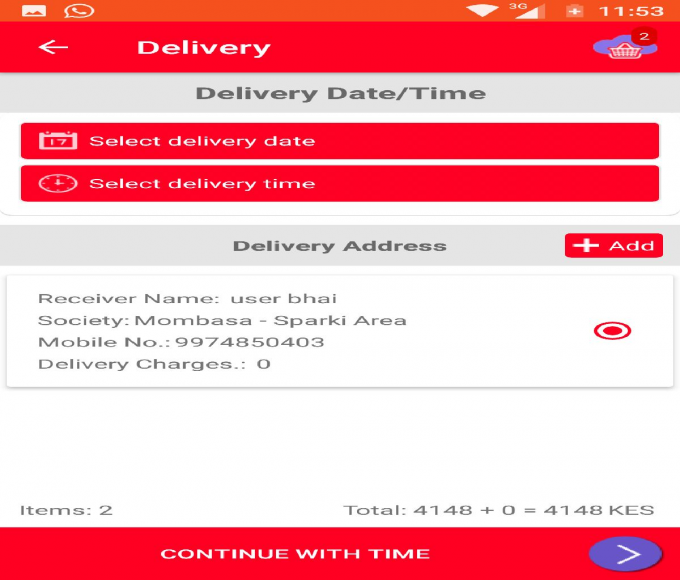 3G 11:53
Delivery 2
Delivery Date/Time
17 Select delivery date
Select delivery time
Delivery Address + Add
Receiver Name: user bhai
Society: Mombasa - Sparki Area
Mobile No.: 9974850403
Delivery Charges.: 0
Items: 2 Total: 4148 + 0 = 4148 KES
CONTINUE WITH TIME